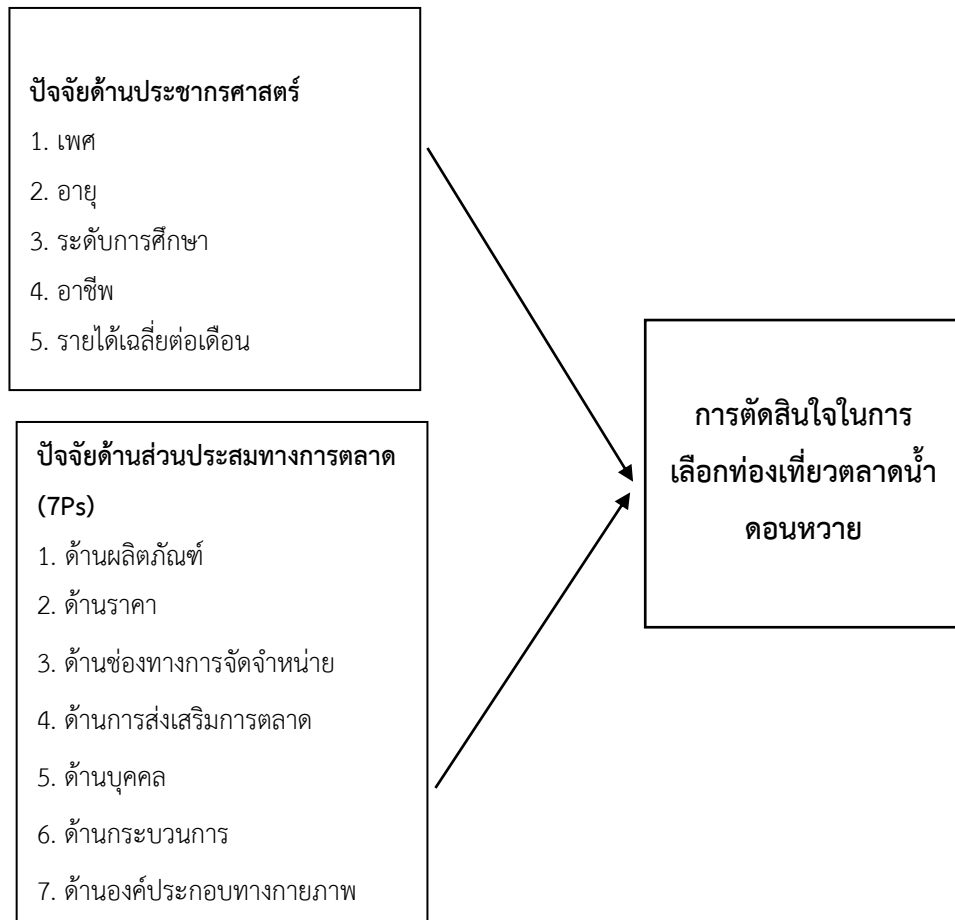 ปัจจัยด้านประชากรศาสตร์
1. เพศ
2. อายุ
3. ระดับการศึกษา
4. อาชีพ
5. รายได้เฉลี่ยต่อเดือน
ปัจจัยด้านส่วนประสมทางการตลาด
(7Ps)
1. ด้านผลิตภัณฑ์
2. ด้านราคา
3. ด้านช่องทางการจัดจำหน่าย
4. ด้านการส่งเสริมการตลาด
5. ด้านบุคคล
6. ด้านกระบวนการ
7. ด้านองค์ประกอบทางกายภาพ
การตัดสินใจในการ
เลือกท่องเที่ยวตลาดน้ำ
ดอนหวาย